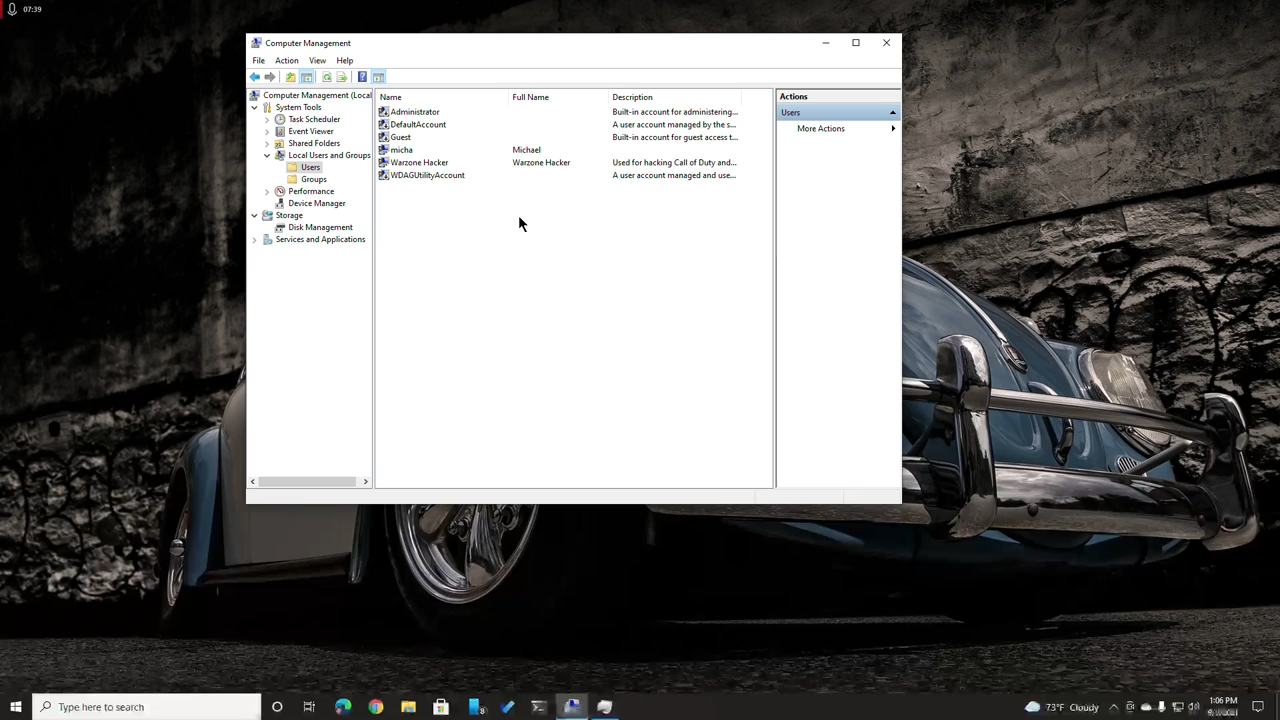 07:39
Computer Management
File Action View Help
Computer Management (Local
System Tools
Task Scheduler
Event Viewer
Shared Folders
Local Users and Groups
Users
Groups
Performance
Device Manager
Storage
Disk Management
Services and Applications
Name Full Name Description
Administrator Built-in account for administering...
DefaultAccount A user account managed by the s...
Guest Built-in account for guest access t...
micha Michael
Warzone Hacker Warzone Hacker Used for hacking Call of Duty and...
WDAGUtilityAccount A user account managed and use...
Actions
Users
More Actions
Type here to search
73°F Cloudy
1:06 PM